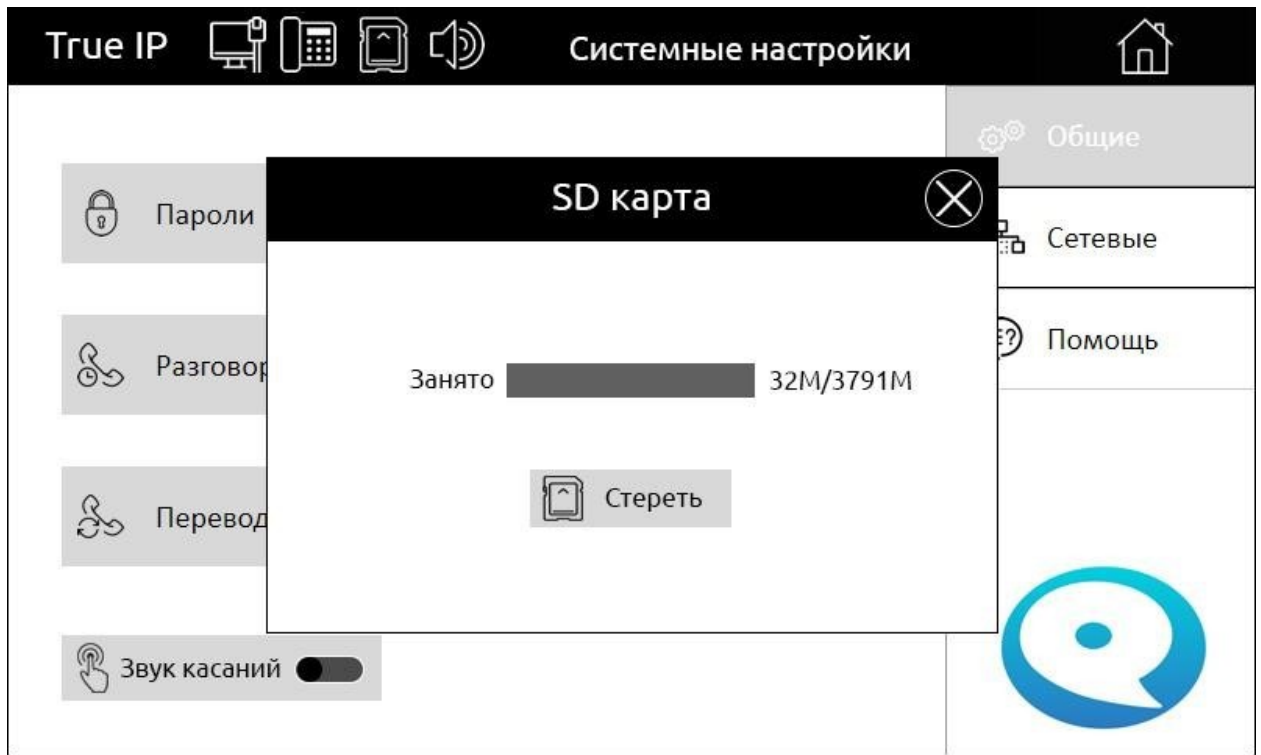 True IP
Системные настройки
Общие
SD карта
Пароли
Сетевые
Помощь
Разговор
Занято 32M/3791M
Стереть
Перевод
Звук касаний